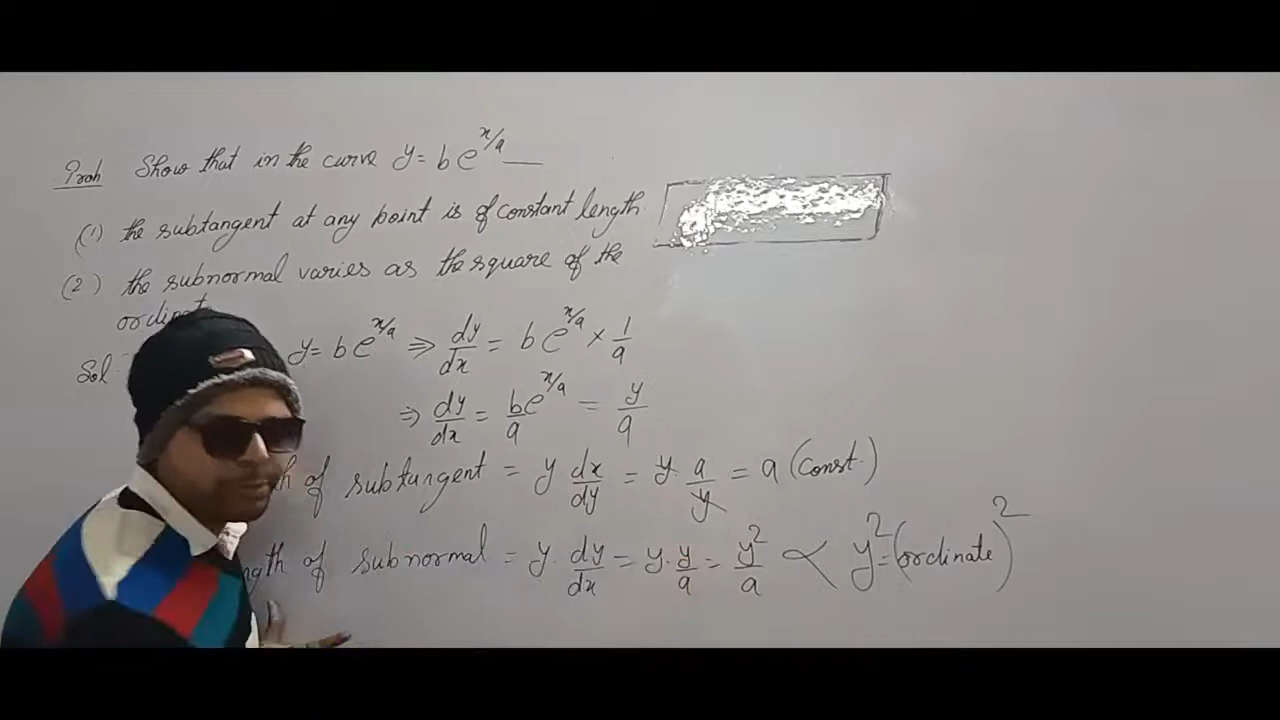 Prob Show that in the curve y = b e^{x/a} —
(1) the subtangent at any point is of constant length.
(2) the subnormal varies as the square of the
Sol y = b e^{x/a} ⇒ dy/dx = b e^{x/a} × 1/a
⇒ dy/dx = b e^{x/a}/a = y/a
of subtangent = y dx/dy = y · a/y = a (const.)
of subnormal = y · dy/dx = y · y/a = y²/a ∝ y² = (ordinate)²